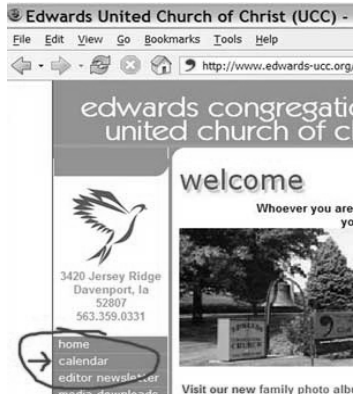 Edwards United Church of Christ (UCC) -
File Edit View Go Bookmarks Tools Help
http://www.edwards-ucc.org/
edwards congregatio
united church of c
welcome
Whoever you are
yo
3420 Jersey Ridge
Davenport, Ia
52807
563.359.0331
home
calendar
editor newsletter
media downloads
Visit our new family photo albu